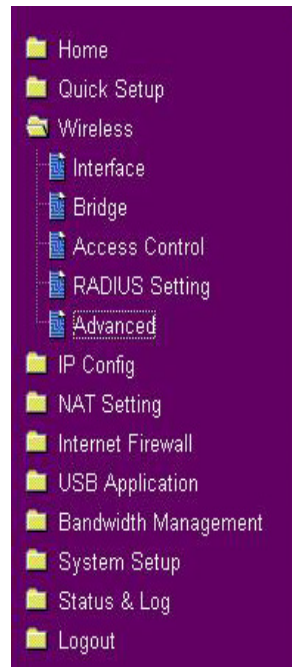 Home
Quick Setup
Wireless
Interface
Bridge
Access Control
RADIUS Setting
Advanced
IP Config
NAT Setting
Internet Firewall
USB Application
Bandwidth Management
System Setup
Status & Log
Logout